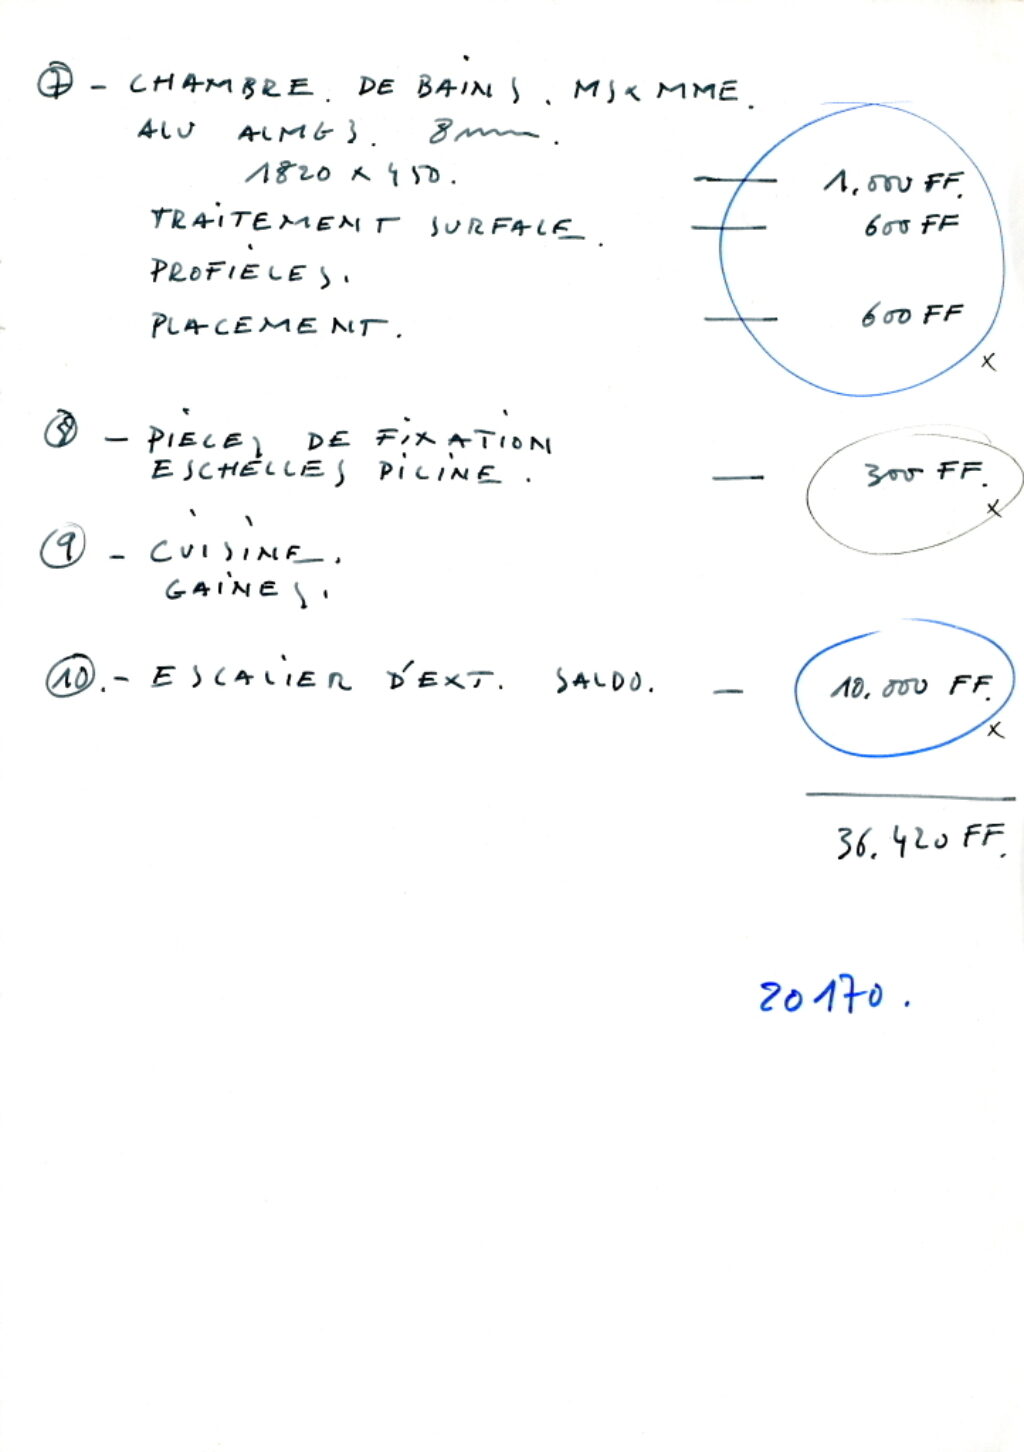 7 - CHAMBRE. DE BAINS. MS & MME.
ALU ALMG3. 8mm.
1820 x 450. — 1.000 FF.
TRAITEMENT SURFACE. — 600 FF
PROFIELES.
PLACEMENT. — 600 FF
x
8 - PIECES DE FIXATION
ESCHELLES PICINE. — 300 FF.
x
9 - CUISINE.
GAINES.
10.- ESCALIER D'EXT. SALDO. — 10.000 FF.
x
36.420 FF.
20170.